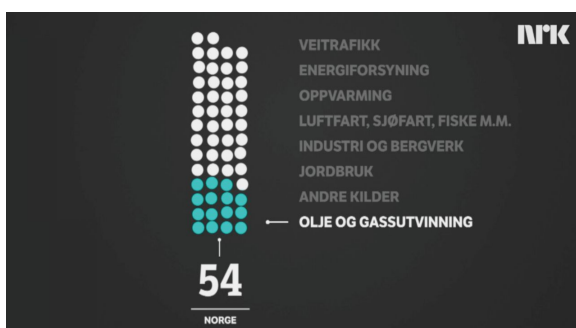 NRK
VEITRAFIKK
ENERGIFORSYNING
OPPVARMING
LUFTFART, SJØFART, FISKE M.M.
INDUSTRI OG BERGVERK
JORDBRUK
ANDRE KILDER
OLJE OG GASSUTVINNING
54
NORGE